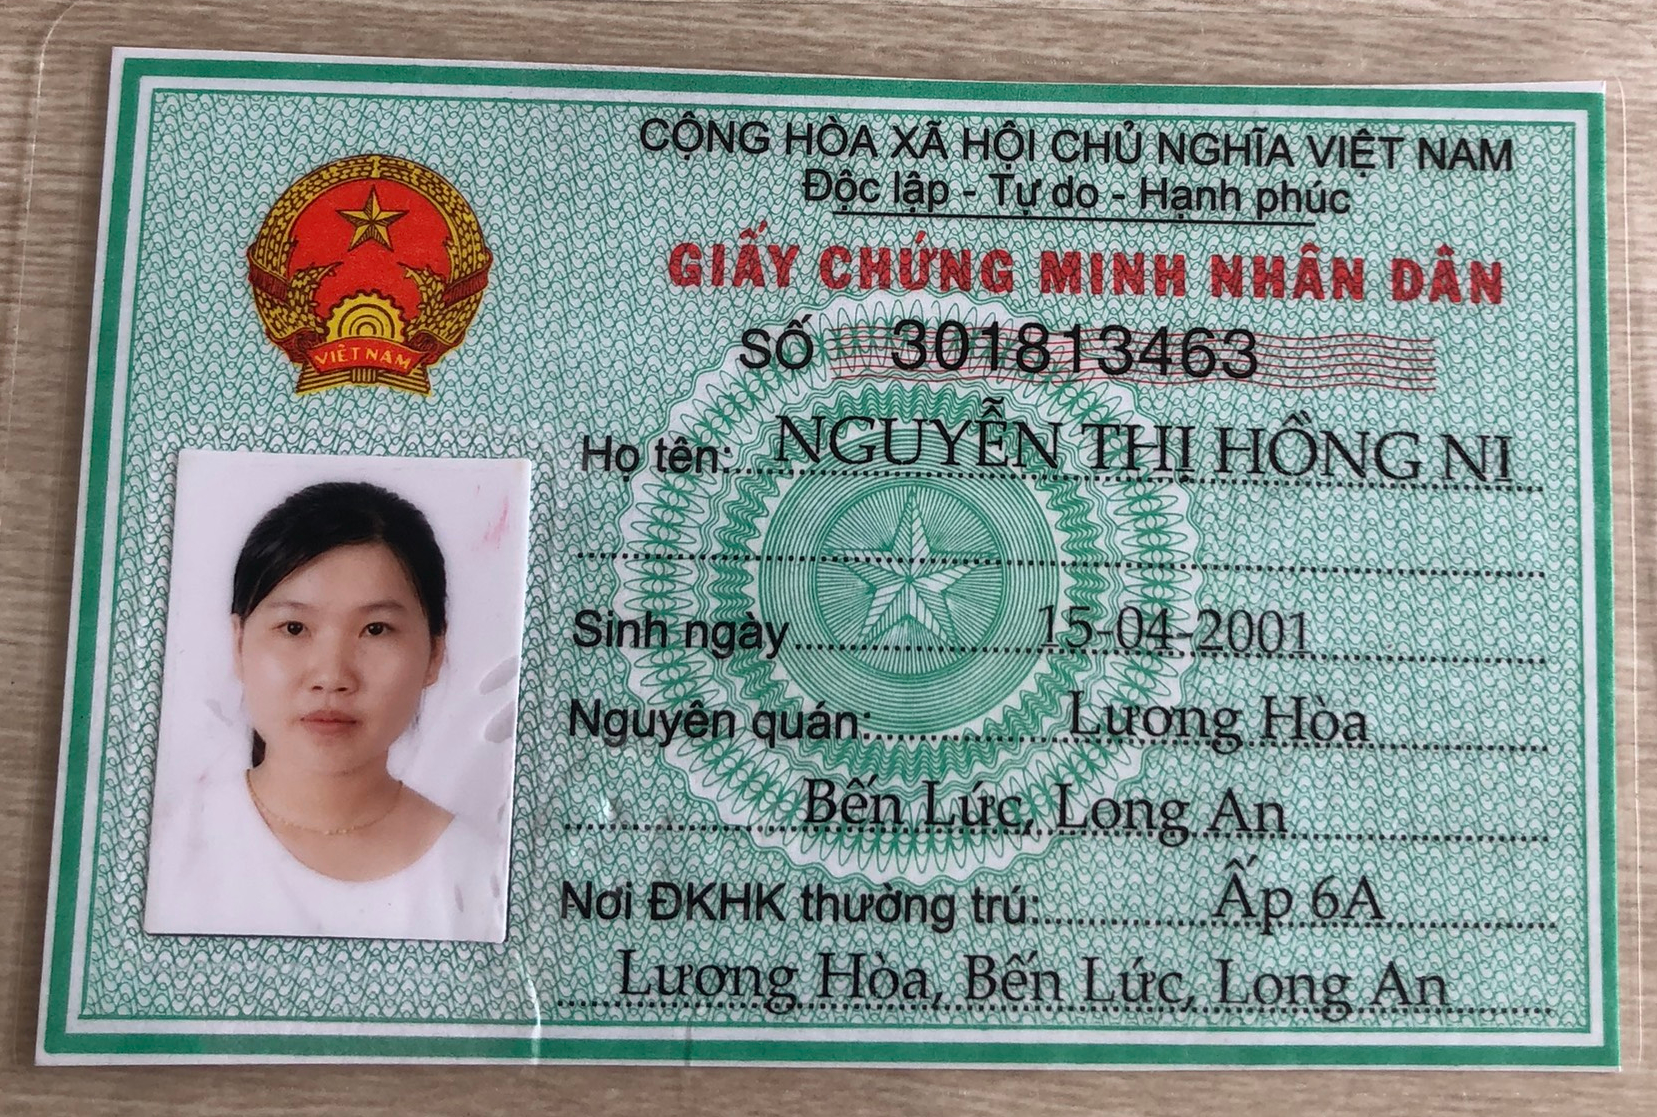 CỘNG HÒA XÃ HỘI CHỦ NGHĨA VIỆT NAM
Độc lập - Tự do - Hạnh phúc
GIẤY CHỨNG MINH NHÂN DÂN
SỐ 301813463
VIỆT NAM
Họ tên: NGUYỄN THỊ HỒNG NI
Sinh ngày 15-04-2001
Nguyên quán: Lương Hòa
Bến Lức, Long An
Nơi ĐKHK thường trú: Ấp 6A
Lương Hòa, Bến Lức, Long An